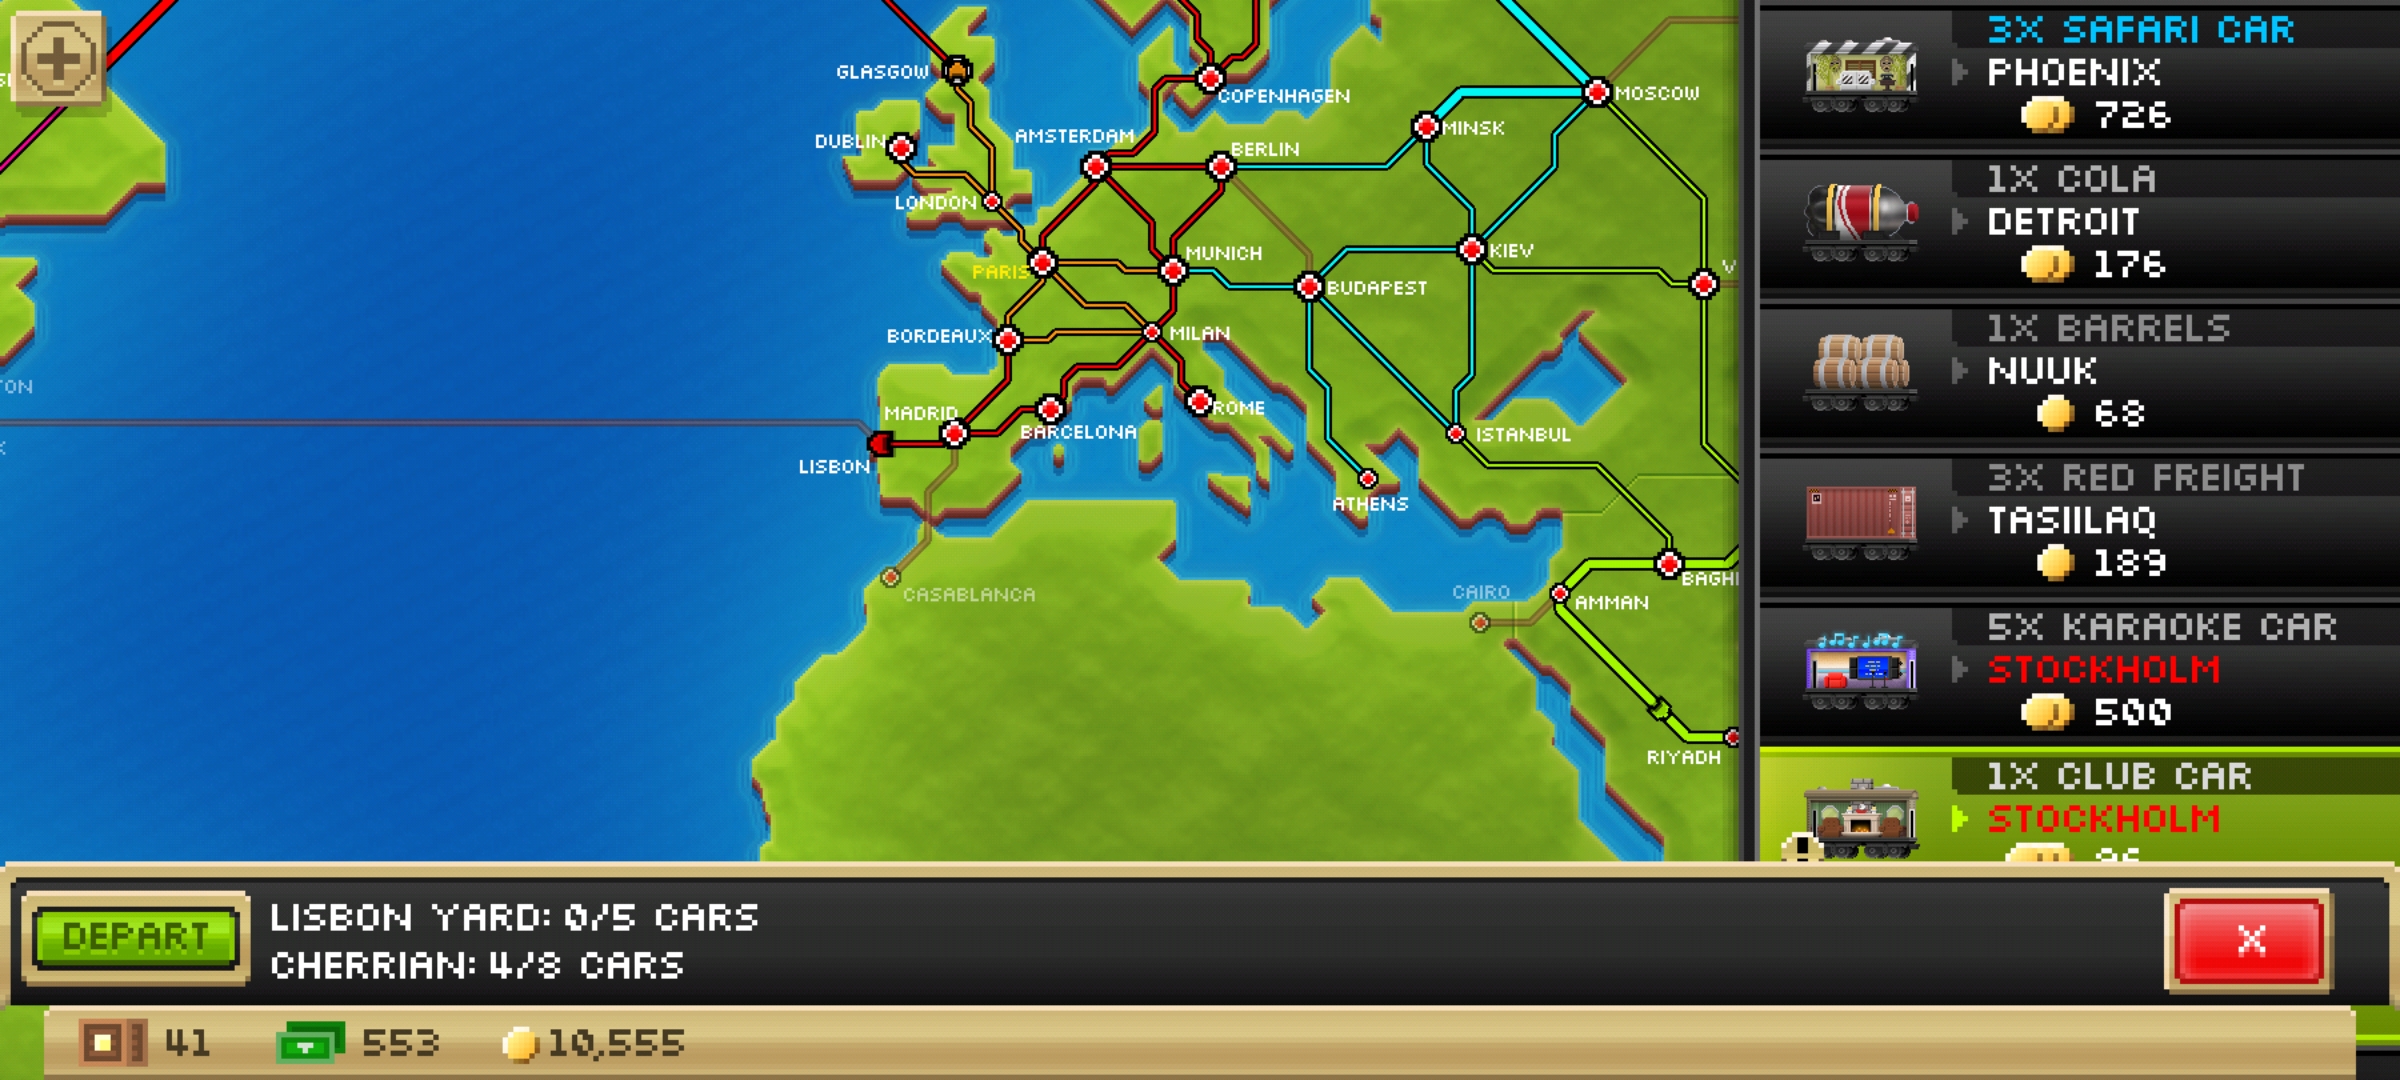 GLASGOW
DUBLIN
LONDON
AMSTERDAM
COPENHAGEN
BERLIN
MINSK
MOSCOW
PARIS
MUNICH
BUDAPEST
KIEV
V
BORDEAUX
MILAN
TON
MADRID
BARCELONA
ROME
ISTANBUL
LISBON
ATHENS
CASABLANCA
CAIRO
AMMAN
BAGH
RIYADH
3X SAFARI CAR
PHOENIX
726
1X COLA
DETROIT
176
1X BARRELS
NUUK
68
3X RED FREIGHT
TASIILAQ
189
5X KARAOKE CAR
STOCKHOLM
500
1X CLUB CAR
STOCKHOLM
DEPART
LISBON YARD: 0/5 CARS
CHERRIAN: 4/8 CARS
X
41
553
10,555